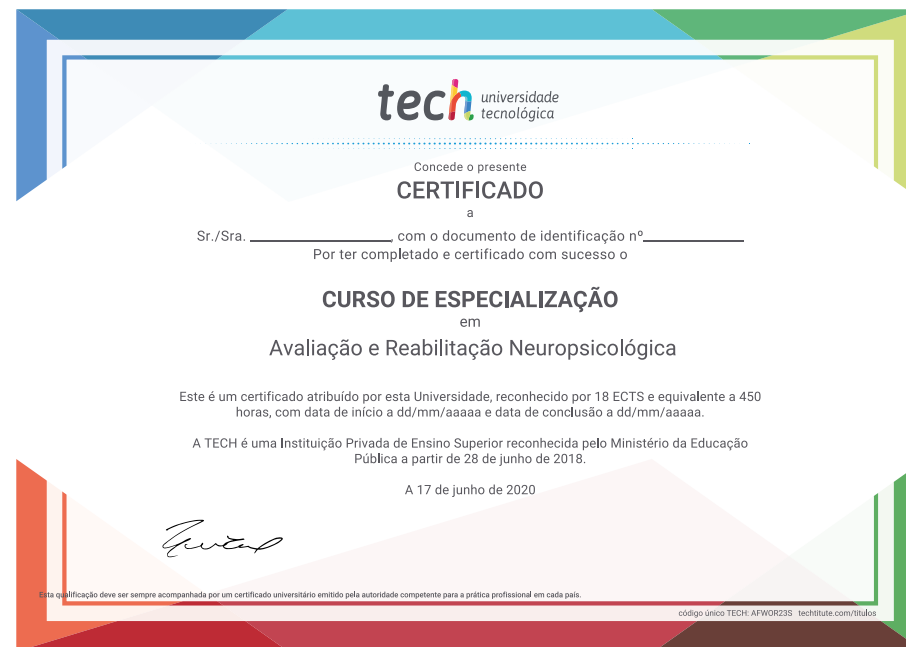 tech universidade
tecnológica
Concede o presente
CERTIFICADO
a
Sr./Sra. ________________, com o documento de identificação nº____________
Por ter completado e certificado com sucesso o
CURSO DE ESPECIALIZAÇÃO
em
Avaliação e Reabilitação Neuropsicológica
Este é um certificado atribuído por esta Universidade, reconhecido por 18 ECTS e equivalente a 450
horas, com data de início a dd/mm/aaaaa e data de conclusão a dd/mm/aaaaa.
A TECH é uma Instituição Privada de Ensino Superior reconhecida pelo Ministério da Educação
Pública a partir de 28 de junho de 2018.
A 17 de junho de 2020
Esta qualificação deve ser sempre acompanhada por um certificado universitário emitido pela autoridade competente para a prática profissional em cada país.
código único TECH: AFWOR23S techtitute.com/titulos